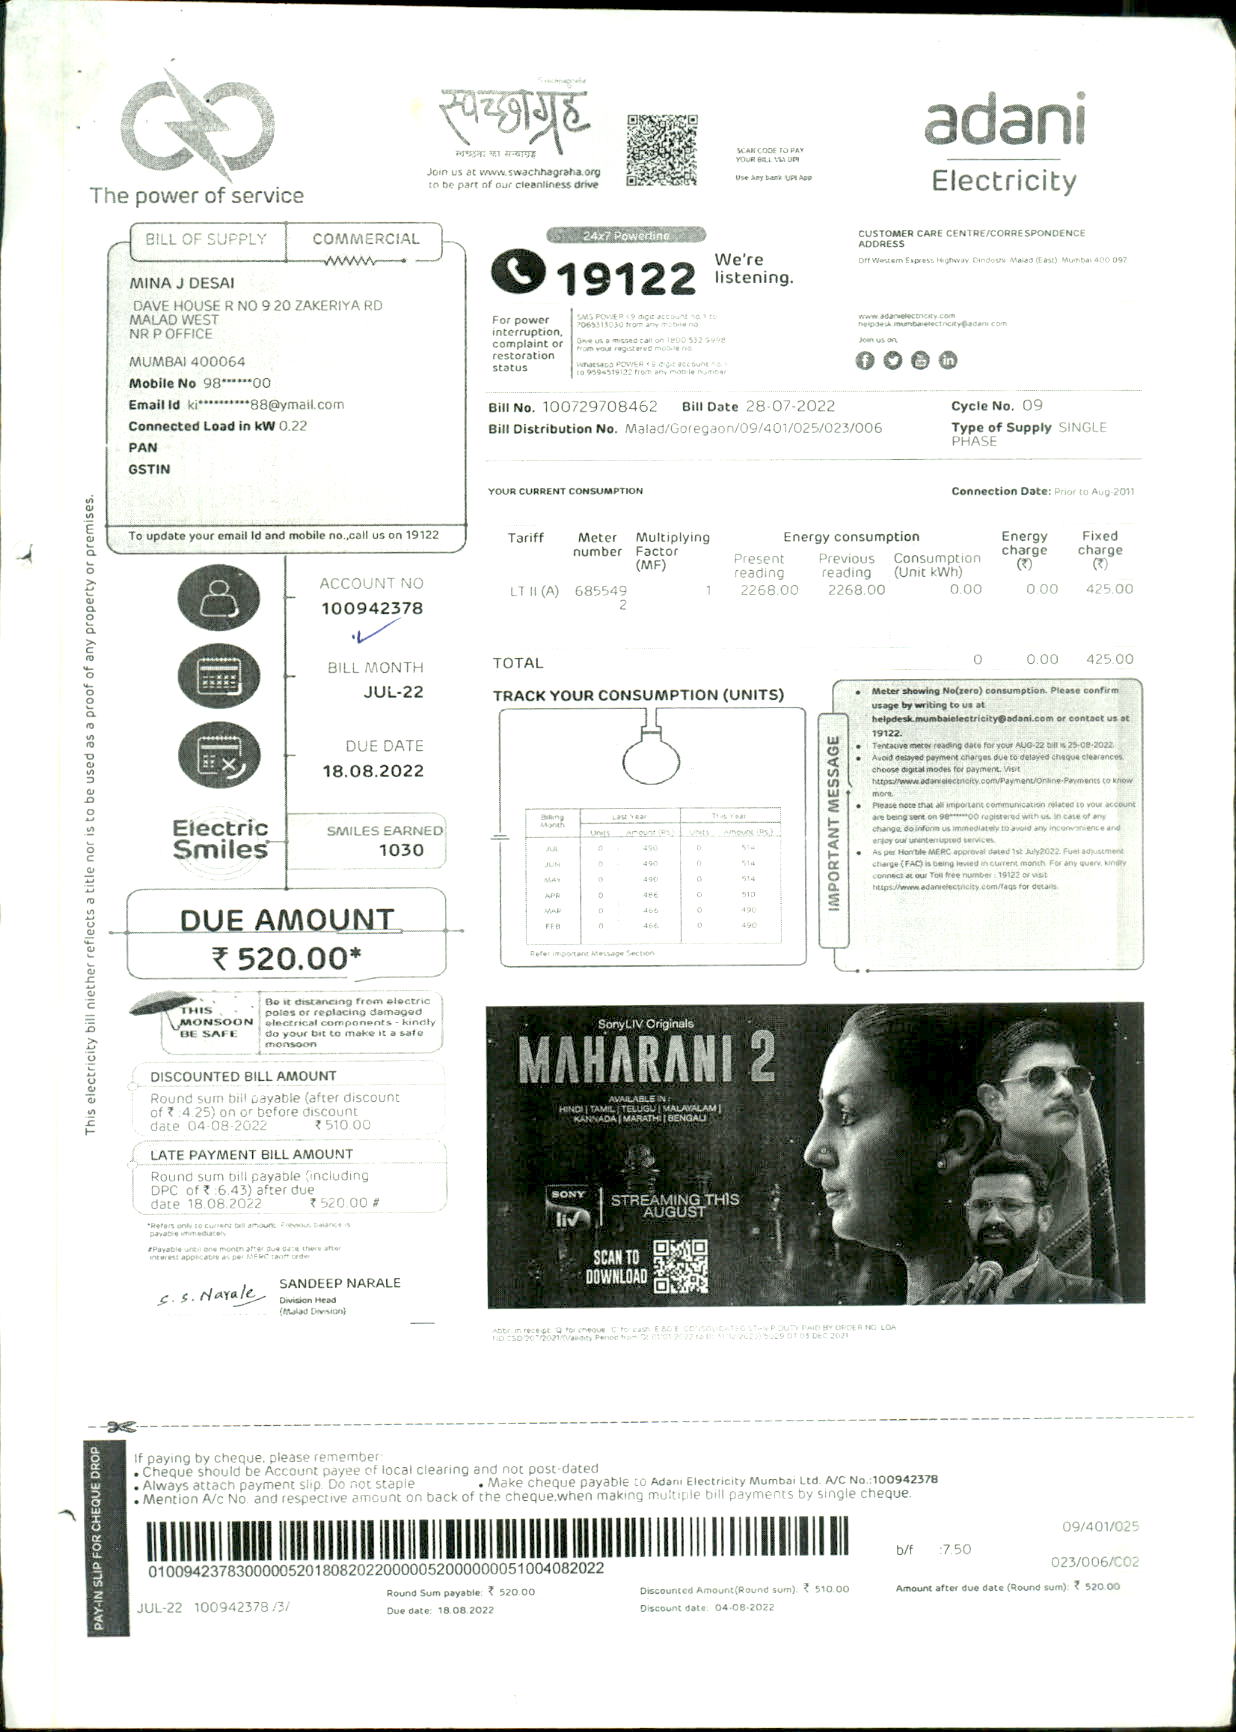 The power of service
Swachhagraha
स्वच्छाग्रह
स्वच्छता का सत्याग्रह
Join us at www.swachhagraha.org
to be part of our cleanliness drive
SCAN CODE TO PAY
YOUR BILL VIA UPI
Use Any bank UPI App
adani
Electricity
BILL OF SUPPLY COMMERCIAL
MINA J DESAI
DAVE HOUSE R NO 9 20 ZAKERIYA RD
MALAD WEST
NR P OFFICE
MUMBAI 400064
Mobile No 98******00
Email Id ki**********88@ymail.com
Connected Load in kW 0.22
PAN
GSTIN
To update your email Id and mobile no.,call us on 19122
24x7 Powerline
19122
We're
listening.
For power
interruption,
complaint or
restoration
status
SMS POWER <9 digit account no.> to
7065313030 from any mobile no.
Give us a missed call on 1800 532 9998
from your registered mobile no.
Whatsapp POWER <9 digit account no.>
to 9594519122 from any mobile number
CUSTOMER CARE CENTRE/CORRESPONDENCE
ADDRESS
Off Western Express Highway, Dindoshi, Malad (East), Mumbai 400 097.
www.adanielectricity.com
helpdesk.mumbaielectricity@adani.com
Join us on,
Bill No. 100729708462 Bill Date 28-07-2022 Cycle No. 09
Bill Distribution No. Malad/Goregaon/09/401/025/023/006 Type of Supply SINGLE
PHASE
YOUR CURRENT CONSUMPTION Connection Date: Prior to Aug-2011
Tariff Meter Multiplying Energy consumption Energy Fixed
number Factor charge charge
(MF) Present Previous Consumption (₹) (₹)
reading reading (Unit kWh)
LT II (A) 685549 1 2268.00 2268.00 0.00 0.00 425.00
2
TOTAL 0 0.00 425.00
This electricity bill niether reflects a title nor is to be used as a proof of any property or premises.
ACCOUNT NO
100942378
BILL MONTH
JUL-22
DUE DATE
18.08.2022
Electric
Smiles
SMILES EARNED
1030
DUE AMOUNT
₹ 520.00*
TRACK YOUR CONSUMPTION (UNITS)
Billing Last Year This Year
Month Units Amount (Rs.) Units Amount (Rs.)
JUL 0 490 0 514
JUN 0 490 0 514
MAY 0 490 0 514
APR 0 486 0 510
MAR 0 466 0 490
FEB 0 466 0 490
Refer Important Message Section
IMPORTANT MESSAGE
• Meter showing No(zero) consumption. Please confirm
usage by writing to us at
helpdesk.mumbaielectricity@adani.com or contact us at
19122.
• Tentative meter reading date for your AUG-22 bill is 25-08-2022.
• Avoid delayed payment charges due to delayed cheque clearances,
choose digital modes for payment. Visit
https://www.adanielectricity.com/Payment/Online-Payments to know
more.
• Please note that all important communication related to your account
are being sent on 98******00 registered with us. In case of any
change, do inform us immediately to avoid any inconvenience and
enjoy our uninterrupted services.
• As per Hon'ble MERC approval dated 1st July2022, Fuel adjustment
charge (FAC) is being levied in current month. For any query, kindly
connect at our Toll free number : 19122 or visit
https://www.adanielectricity.com/faqs for details.
THIS
MONSOON
BE SAFE
Be it distancing from electric
poles or replacing damaged
electrical components - kindly
do your bit to make it a safe
monsoon
DISCOUNTED BILL AMOUNT
Round sum bill payable (after discount
of ₹ :4.25) on or before discount
date 04-08-2022 ₹ 510.00
LATE PAYMENT BILL AMOUNT
Round sum bill payable (including
DPC of ₹ :6.43) after due
date 18.08.2022 ₹ 520.00 #
*Refers only to current bill amount. Previous balance is
payable immediately
#Payable until one month after due date, there after
interest applicable as per MERC tariff order
S. S. Narale
SANDEEP NARALE
Division Head
(Malad Division)
SonyLIV Originals
MAHARANI 2
AVAILABLE IN :
HINDI | TAMIL | TELUGU | MALAYALAM |
KANNADA | MARATHI | BENGALI
SONY
liv
STREAMING THIS
AUGUST
SCAN TO
DOWNLOAD
Abbr. in receipt: 'Q' for cheque, 'C' for cash, CONSOLIDATED STAMP DUTY PAID BY ORDER NO. LOA
PAY-IN SLIP FOR CHEQUE DROP
If paying by cheque, please remember:
• Cheque should be Account payee of local clearing and not post-dated
• Always attach payment slip. Do not staple • Make cheque payable to Adani Electricity Mumbai Ltd. A/C No.:100942378
• Mention A/c No. and respective amount on back of the cheque,when making multiple bill payments by single cheque.
09/401/025
b/f :7.50
023/006/C02
0100942378300000520180820220000052000000051004082022
Round Sum payable: ₹ 520.00 Discounted Amount(Round sum): ₹ 510.00 Amount after due date (Round sum): ₹ 520.00
JUL-22 100942378 /3/ Due date: 18.08.2022 Discount date: 04-08-2022